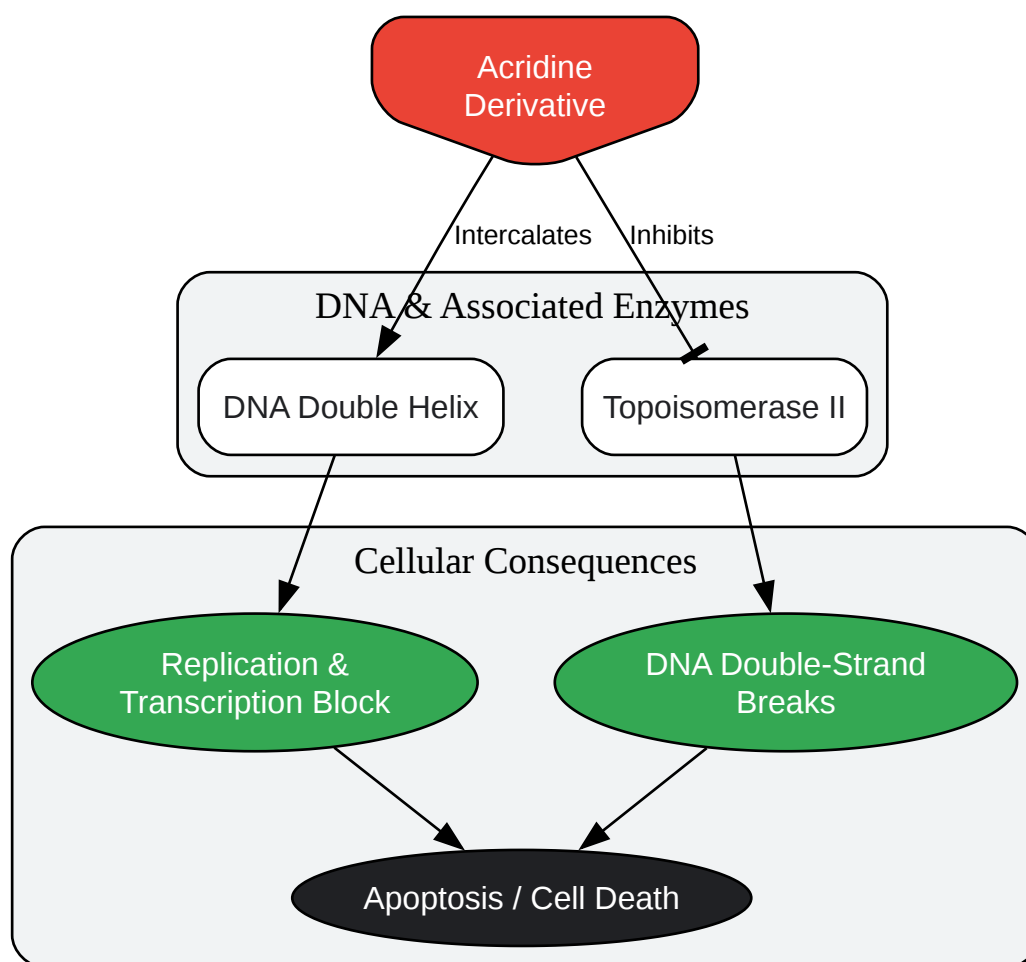 Acridine
Derivative
Intercalates
Inhibits
DNA & Associated Enzymes
DNA Double Helix
Topoisomerase II
Cellular Consequences
Replication &
Transcription Block
DNA Double-Strand
Breaks
Apoptosis / Cell Death